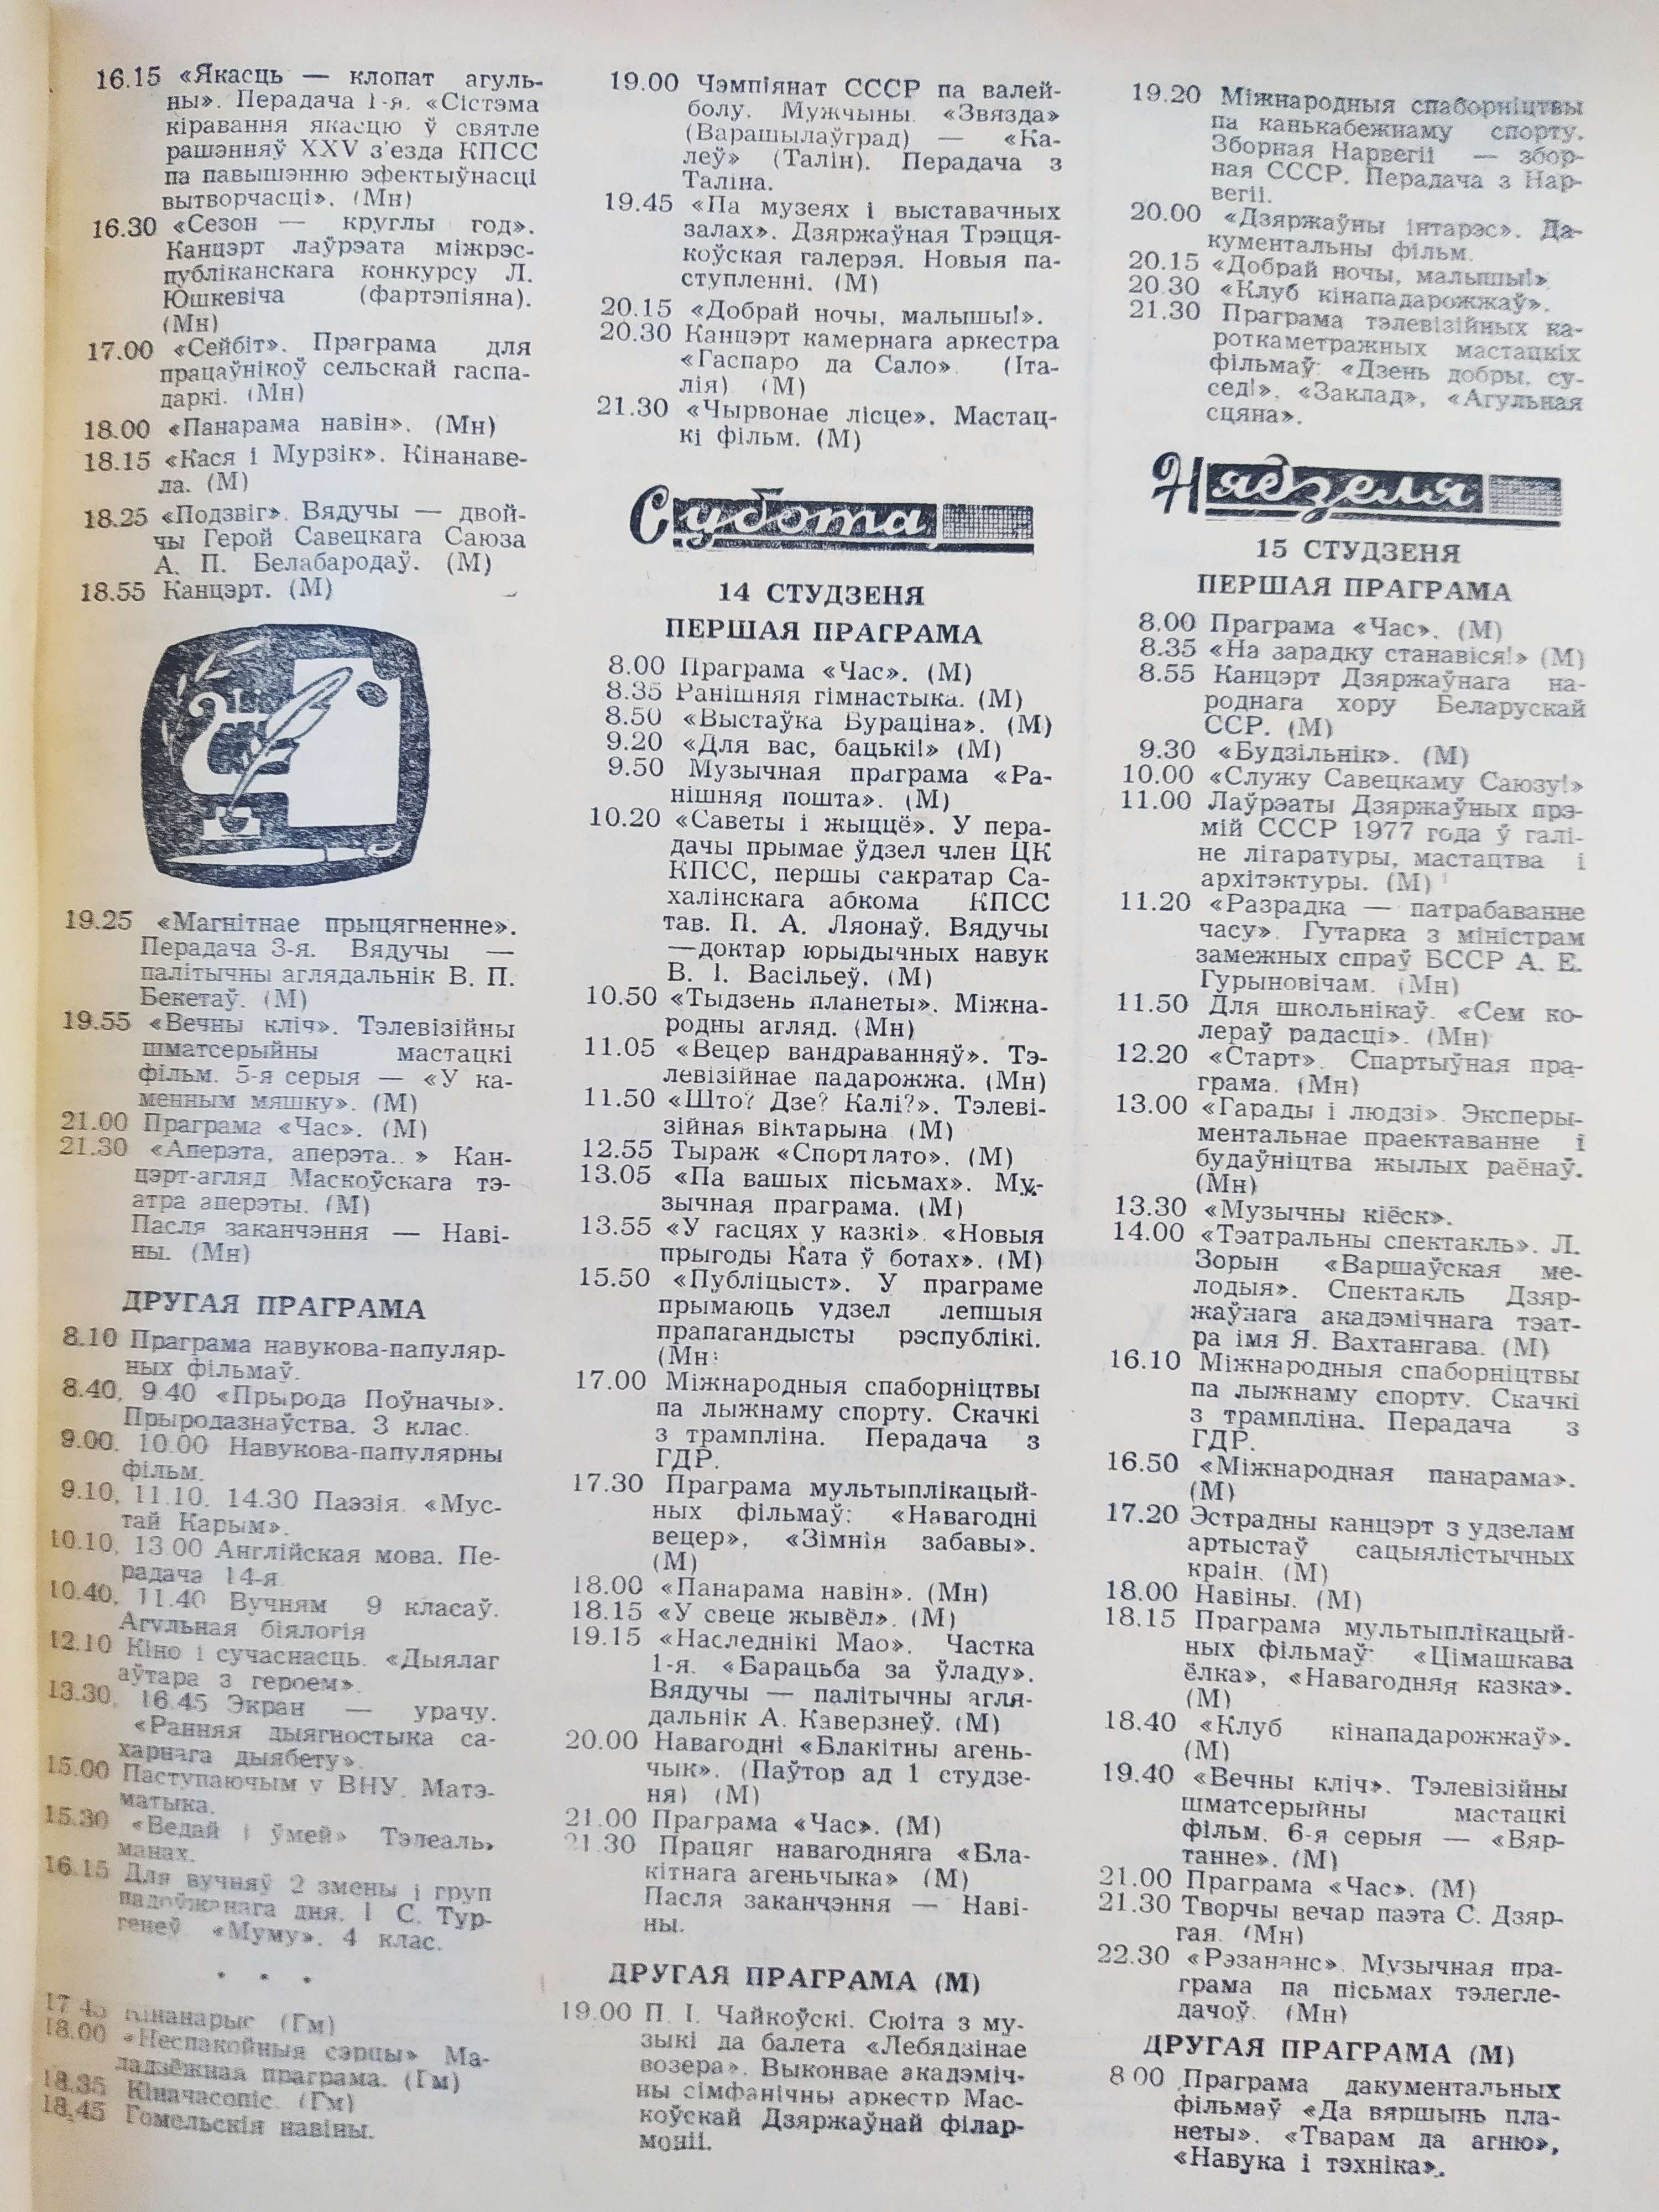 16.15 «Якасць — клопат агуль-
ны». Перадача 1-я. «Сістэма
кіравання якасцю ў святле
рашэнняў XXV з'езда КПСС
па павышэнню эфектыўнасці
вытворчасці». (Мн)
16.30 «Сезон — круглы год».
Канцэрт лаўрэата міжрэс-
публіканскага конкурсу Л.
Юшкевіча (фартэпіяна).
(Мн)
17.00 «Сейбіт». Праграма для
працаўнікоў сельскай гаспа-
даркі. (Мн)
18.00 «Панарама навін». (Мн)
18.15 «Кася і Мурзік». Кінанаве-
ла. (М)
18.25 «Подзвіг». Вядучы — двой-
чы Герой Савецкага Саюза
А. П. Белабародаў. (М)
18.55 Канцэрт. (М)
19.25 «Магнітнае прыцягненне».
Перадача 3-я. Вядучы —
палітычны аглядальнік В. П.
Бекетаў. (М)
19.55 «Вечны кліч». Тэлевізійны
шматсерыйны мастацкі
фільм. 5-я серыя — «У ка-
менным мяшку». (М)
21.00 Праграма «Час». (М)
21.30 «Аперэта, аперэта..» Кан-
цэрт-агляд Маскоўскага тэ-
атра аперэты. (М)
Пасля заканчэння — Наві-
ны. (Мн)
ДРУГАЯ ПРАГРАМА
8.10 Праграма навукова-папуляр-
ных фільмаў.
8.40, 9.40 «Прырода Поўначы».
Прыродазнаўства. 3 клас.
9.00, 10.00 Навукова-папулярны
фільм.
9.10, 11.10. 14.30 Паэзія. «Мус-
тай Карым».
10.10, 13.00 Англійская мова. Пе-
радача 14-я.
10.40, 11.40 Вучням 9 класаў.
Агульная біялогія
12.10 Кіно і сучаснасць. «Дыялаг
аўтара з героем».
13.30, 16.45 Экран — урачу.
«Ранняя дыягностыка са-
харнага дыябету».
15.00 Паступаючым у ВНУ. Матэ-
матыка.
15.30 «Ведай і ўмей» Тэлеаль-
манах.
16.15 Для вучняў 2 змены і груп
падоўжанага дня. І С. Тур-
генеў «Муму». 4 клас.
* * *
17 45 Кінанарыс (Гм)
18.00 «Неспакойныя сэрцы» Ма-
ладзёжная праграма. (Гм)
18.35 Кіначасопіс. (Гм)
18.45 Гомельскія навіны.
19.00 Чэмпіянат СССР па валей-
болу. Мужчыны. «Звязда»
(Варашылаўград) — «Ка-
леў» (Талін). Перадача з
Таліна.
19.45 «Па музеях і выставачных
залах». Дзяржаўная Трэцця-
коўская галерэя. Новыя па-
ступленні. (М)
20.15 «Добрай ночы, малышы!».
20.30 Канцэрт камернага аркестра
«Гаспаро да Сало». (Іта-
лія). (М)
21.30 «Чырвонае лісце». Мастац-
кі фільм. (М)
Субота
14 СТУДЗЕНЯ
ПЕРШАЯ ПРАГРАМА
8.00 Праграма «Час». (М)
8.35 Ранішняя гімнастыка. (М)
8.50 «Выстаўка Бураціна». (М)
9.20 «Для вас, бацькі!» (М)
9.50 Музычная праграма «Ра-
нішняя пошта». (М)
10.20 «Саветы і жыццё». У пера-
дачы прымае ўдзел член ЦК
КПСС, першы сакратар Са-
халінскага абкома КПСС
тав. П. А. Ляонаў. Вядучы
—доктар юрыдычных навук
В. І. Васільеў. (М)
10.50 «Тыдзень планеты». Міжна-
родны агляд. (Мн)
11.05 «Вецер вандраванняў». Тэ-
левізійнае падарожжа. (Мн)
11.50 «Што? Дзе? Калі?». Тэлеві-
зійная віктарына (М)
12.55 Тыраж «Спортлато». (М)
13.05 «Па вашых пісьмах». Му-
зычная праграма. (М)
13.55 «У гасцях у казкі». «Новыя
прыгоды Ката ў ботах». (М)
15.50 «Публіцыст». У праграме
прымаюць удзел лепшыя
прапагандысты рэспублікі.
(Мн)
17.00 Міжнародныя спаборніцтвы
па лыжнаму спорту. Скачкі
з трампліна. Перадача з
ГДР.
17.30 Праграма мультыплікацый-
ных фільмаў: «Навагодні
вецер», «Зімнія забавы».
(М)
18.00 «Панарама навін». (Мн)
18.15 «У свеце жывёл». (М)
19.15 «Наследнікі Мао». Частка
1-я. «Барацьба за ўладу».
Вядучы — палітычны агля-
дальнік А. Каверзнеў. (М)
20.00 Навагодні «Блакітны агень-
чык». (Паўтор ад 1 студзе-
ня) (М)
21.00 Праграма «Час». (М)
21.30 Працяг навагодняга «Бла-
кітнага агеньчыка» (М)
Пасля заканчэння — Наві-
ны.
ДРУГАЯ ПРАГРАМА (М)
19.00 П. І. Чайкоўскі. Сюіта з му-
зыкі да балета «Лебядзінае
возера». Выконвае акадэміч-
ны сімфанічны аркестр Мас-
коўскай Дзяржаўнай філар-
моніі.
19.20 Міжнародныя спаборніцтвы
па канькабежнаму спорту.
Зборная Нарвегіі — збор-
ная СССР. Перадача з Нар-
вегіі.
20.00 «Дзяржаўны інтарэс». Да-
кументальны фільм.
20.15 «Добрай ночы, малышы!»
20.30 «Клуб кінападарожжаў».
21.30 Праграма тэлевізійных ка-
роткаметражных мастацкіх
фільмаў: «Дзень добры, су-
сед!», «Заклад», «Агульная
сцяна».
Нядзеля
15 СТУДЗЕНЯ
ПЕРШАЯ ПРАГРАМА
8.00 Праграма «Час». (М)
8.35 «На зарадку станавіся!» (М)
8.55 Канцэрт Дзяржаўнага на-
роднага хору Беларускай
ССР. (М)
9.30 «Будзільнік». (М)
10.00 «Служу Савецкаму Саюзу!»
11.00 Лаўрэаты Дзяржаўных прэ-
мій СССР 1977 года ў галі-
не літаратуры, мастацтва і
архітэктуры. (М)
11.20 «Разрадка — патрабаванне
часу». Гутарка з міністрам
замежных спраў БССР А. Е.
Гурыновічам. (Мн)
11.50 Для школьнікаў. «Сем ко-
лераў радасці». (Мн)
12.20 «Старт». Спартыўная пра-
грама. (Мн)
13.00 «Гарады і людзі». Эксперы-
ментальнае праектаванне і
будаўніцтва жылых раёнаў.
(Мн)
13.30 «Музычны кіёск».
14.00 «Тэатральны спектакль». Л.
Зорын «Варшаўская ме-
лодыя». Спектакль Дзяр-
жаўнага акадэмічнага тэат-
ра імя Я. Вахтангава. (М)
16.10 Міжнародныя спаборніцтвы
па лыжнаму спорту. Скачкі
з трампліна. Перадача з
ГДР.
16.50 «Міжнародная панарама».
(М)
17.20 Эстрадны канцэрт з удзелам
артыстаў сацыялістычных
краін. (М)
18.00 Навіны. (М)
18.15 Праграма мультыплікацый-
ных фільмаў: «Цімашкава
ёлка», «Навагодняя казка».
(М)
18.40 «Клуб кінападарожжаў».
(М)
19.40 «Вечны кліч». Тэлевізійны
шматсерыйны мастацкі
фільм. 6-я серыя — «Вяр-
танне». (М)
21.00 Праграма «Час». (М)
21.30 Творчы вечар паэта С. Дзяр-
гая. (Мн)
22.30 «Рэзананс». Музычная пра-
грама па пісьмах тэлегле-
дачоў. (Мн)
ДРУГАЯ ПРАГРАМА (М)
8 00 Праграма дакументальных
фільмаў «Да вяршынь пла-
неты». «Тварам да агню»,
«Навука і тэхніка».